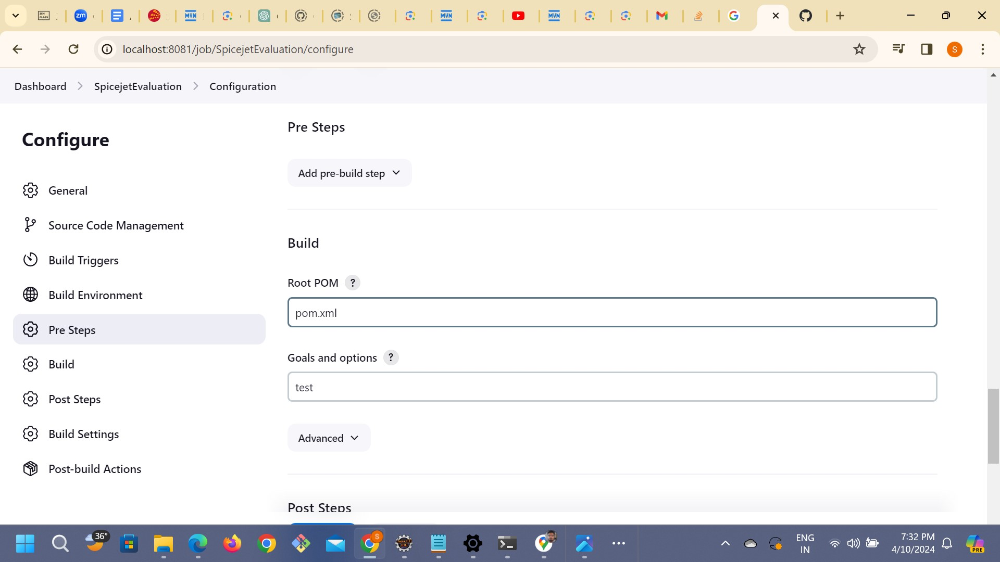 localhost:8081/job/SpicejetEvaluation/configure
S
Dashboard
SpicejetEvaluation
Configuration
Configure
General
Source Code Management
Build Triggers
Build Environment
Pre Steps
Build
Post Steps
Build Settings
Post-build Actions
Pre Steps
Add pre-build step
Build
Root POM ?
pom.xml
Goals and options ?
test
Advanced
Post Steps
36°
S
ENG
IN
7:32 PM
4/10/2024
PRE